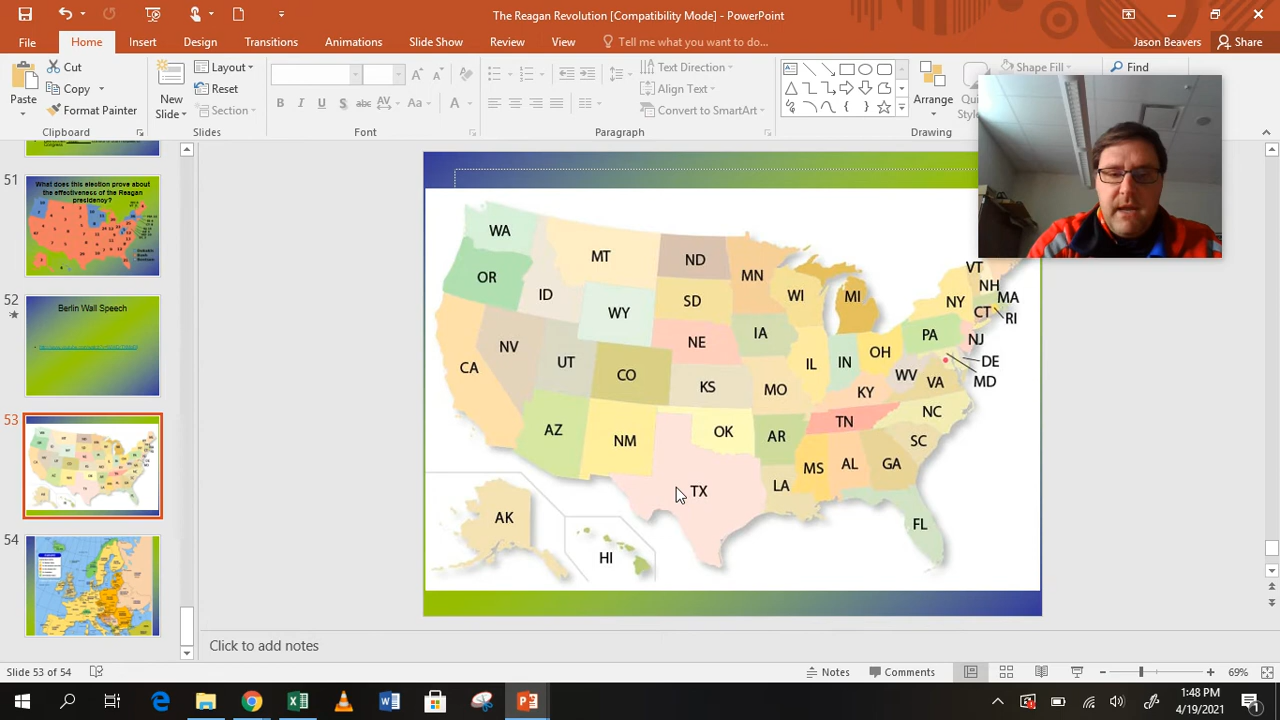 The Reagan Revolution [Compatibility Mode] - PowerPoint
File Home Insert Design Transitions Animations Slide Show Review View Tell me what you want to do... Jason Beavers Share
Paste
Cut
Copy
Format Painter
Clipboard
New
Slide
Layout
Reset
Section
Slides
B I U S abc AV Aa A
Font
Text Direction
Align Text
Convert to SmartArt
Paragraph
Arrange
Shape Fill
Drawing
Find
Congress
51
What does this election prove about
the effectiveness of the Reagan
presidency?
52
Berlin Wall Speech
53
54
WA
OR
CA
ID
NV
MT
WY
UT
CO
AZ
NM
ND
SD
NE
KS
OK
TX
MN
IA
MO
AR
LA
WI
IL
MI
IN
OH
KY
TN
MS
AL
GA
FL
SC
NC
VA
WV
PA
NY
VT
NH
MA
CT
RI
NJ
DE
MD
AK
HI
Click to add notes
Slide 53 of 54
Notes
Comments
69%
1:48 PM
4/19/2021